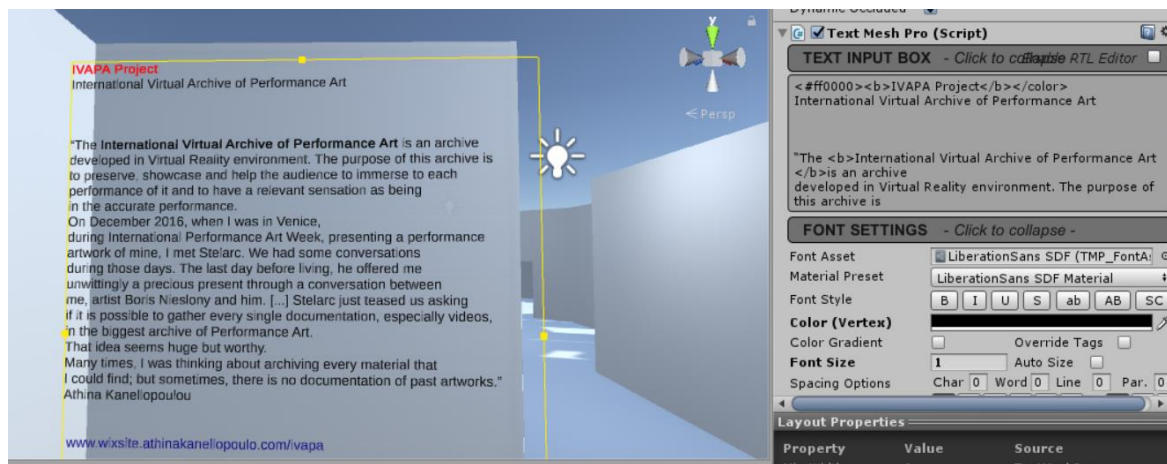 IVAPA Project
International Virtual Archive of Performance Art
"The International Virtual Archive of Performance Art is an archive
developed in Virtual Reality environment. The purpose of this archive is
to preserve, showcase and help the audience to immerse to each
performance of it and to have a relevant sensation as being
in the accurate performance.
On December 2016, when I was in Venice,
during International Performance Art Week, presenting a performance
artwork of mine, I met Stelarc. We had some conversations
during those days. The last day before living, he offered me
unwittingly a precious present through a conversation between
me, artist Boris Nieslony and him. [...] Stelarc just teased us asking
if it is possible to gather every single documentation, especially videos,
in the biggest archive of Performance Art.
That idea seems huge but worthy.
Many times, I was thinking about archiving every material that
I could find; but sometimes, there is no documentation of past artworks."
Athina Kanellopoulou
www.wixsite.athinakanellopoulo.com/ivapa
y
Persp
Dynamic Occluded
Text Mesh Pro (Script)
TEXT INPUT BOX - Click to collapse RTL Editor
<#ff0000><b>IVAPA Project</b></color>
International Virtual Archive of Performance Art
"The <b>International Virtual Archive of Performance Art
</b>is an archive
developed in Virtual Reality environment. The purpose of
this archive is
FONT SETTINGS - Click to collapse -
Font Asset LiberationSans SDF (TMP_FontA
Material Preset LiberationSans SDF Material
Font Style B I U S ab AB SC
Color (Vertex)
Color Gradient Override Tags
Font Size 1 Auto Size
Spacing Options Char 0 Word 0 Line 0 Par. 0
Layout Properties
Property Value Source